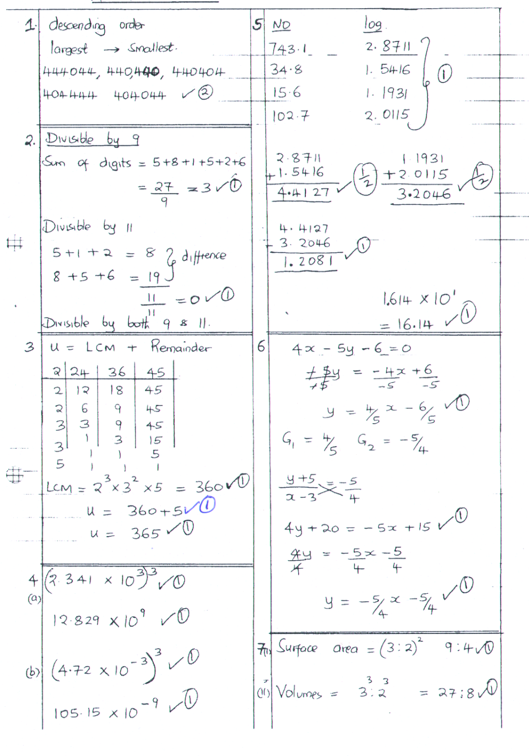 1. descending order
largest → smallest.
444044, 440440, 440404
404444 404044 ✓②
2. Divisible by 9
Sum of digits = 5+8+1+5+2+6
= 27/9 = 3 ✓①
Divisible by 11
5+1+2 = 8 } difference
8+5+6 = 19
11/11 = 0 ✓①
Divisible by both 9 & 11.
3 u = LCM + Remainder
2 | 24 | 36 | 45
2 | 12 | 18 | 45
2 | 6 | 9 | 45
3 | 3 | 9 | 45
3 | 1 | 3 | 15
5 | 1 | 1 | 5
1 | 1 | 1
LCM = 2³ × 3² × 5 = 360 ✓①
u = 360+5 ✓①
u = 365 ✓①
4 (a) (2.341 × 10³)³ ✓①
12.829 × 10⁹ ✓①
(b) (4.72 × 10⁻³)³ ✓①
105.15 × 10⁻⁹ ✓①
5 NO log
743.1 2.8711
34.8 1.5416
15.6 1.1931
102.7 2.0115 } ①
2.8711
+1.5416
4.4127 ✓½
1 1931
+2 0115
3.2046 ✓½
4.4127
-3.2046
1.2081 ✓①
1.614 × 10¹
= 16.14 ✓①
6 4x - 5y - 6 = 0
-5y/-5 = -4x/-5 + 6/-5
y = 4/5 x - 6/5 ✓①
G₁ = 4/5 G₂ = -5/4
y+5/x-3 = -5/4
4y + 20 = -5x + 15 ✓①
4y/4 = -5x/4 - 5/4
y = -5/4 x - 5/4 ✓①
7(i) Surface area = (3:2)² 9:4 ✓①
(ii) Volumes = 3³:2³ = 27:8 ✓①